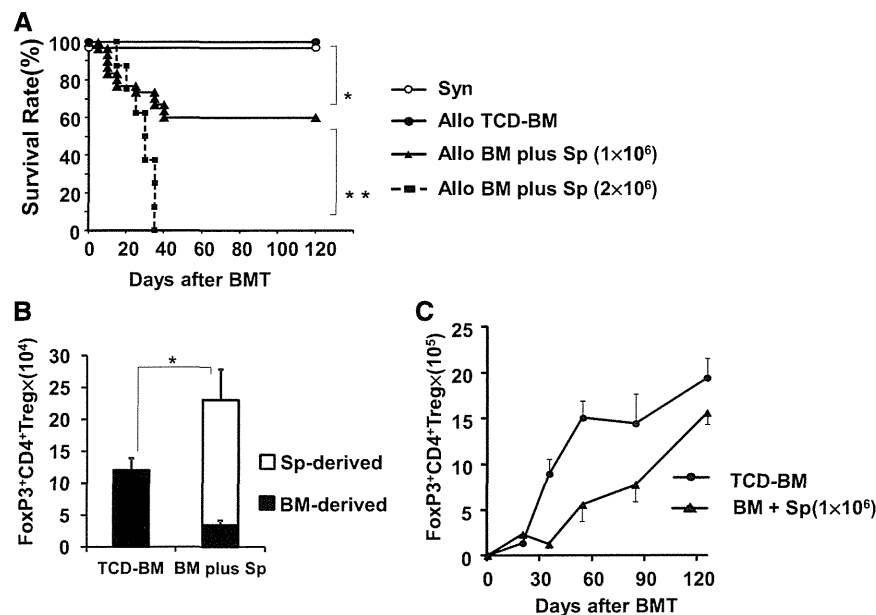 A
Survival Rate(%)
100
80
60
40
20
0
0 20 40 60 80 100 120
Days after BMT
*
* *
Syn
Allo TCD-BM
Allo BM plus Sp (1×10⁶)
Allo BM plus Sp (2×10⁶)
B
FoxP3⁺CD4⁺Treg×(10⁴)
30
25
20
15
10
5
0
*
TCD-BM BM plus Sp
Sp-derived
BM-derived
C
FoxP3⁺CD4⁺Treg×(10⁵)
25
20
15
10
5
0
0 30 60 90 120
Days after BMT
TCD-BM
BM + Sp(1×10⁶)